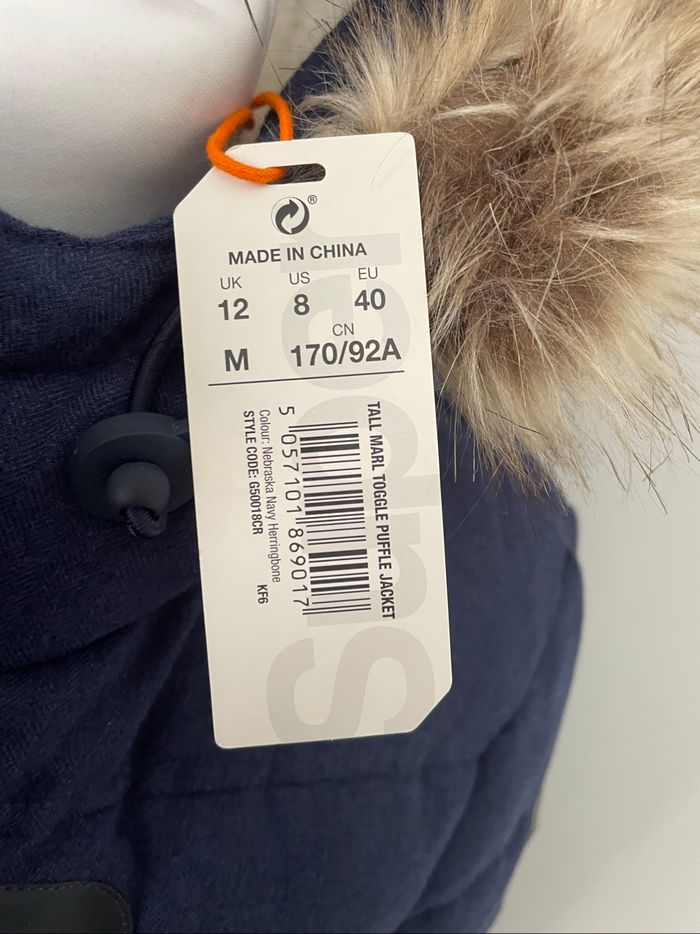 ®
MADE IN CHINA
UK US EU
12 8 40
CN
M 170/92A
TALL MARL TOGGLE PUFFLE JACKET
5 057101 869017
Colour: Nebraska Navy Herringbone
STYLE CODE: G50018CR
KF6
Superdry